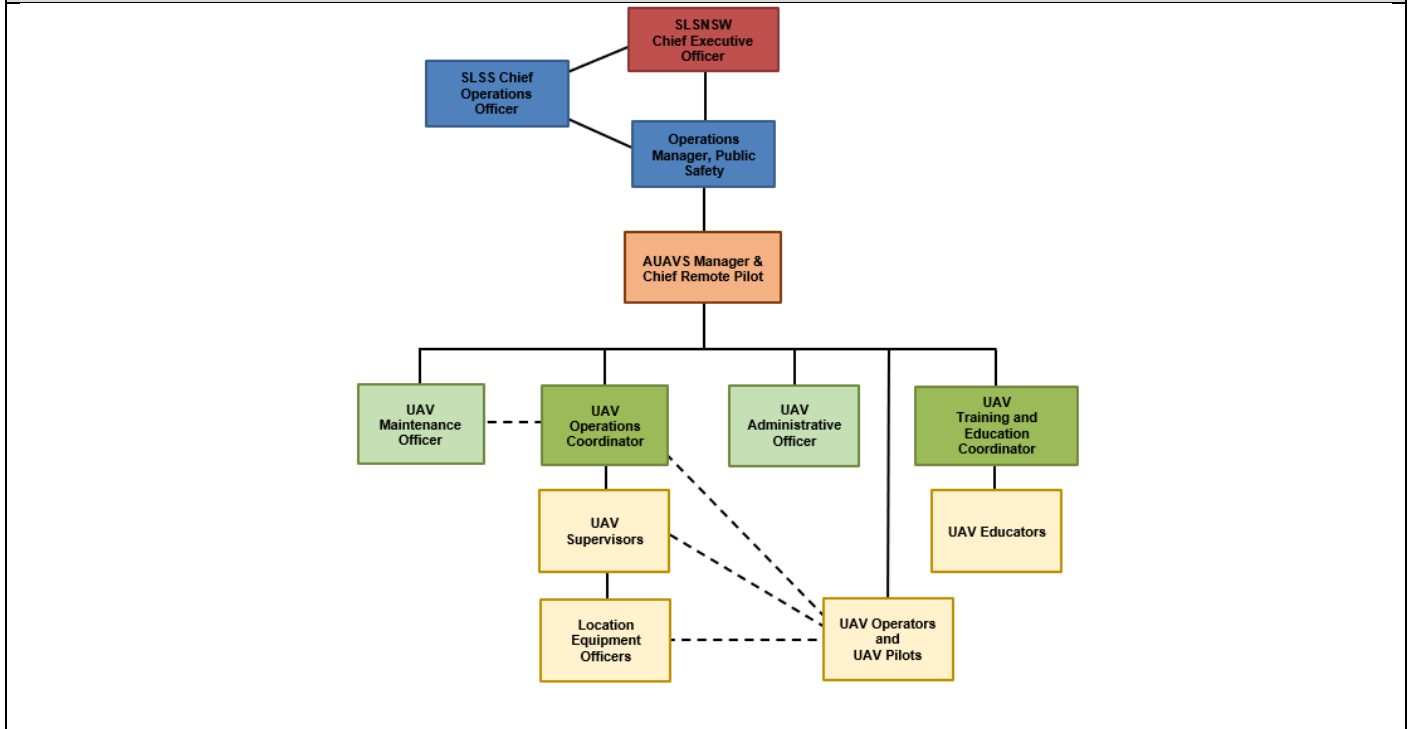 SLSNSW
Chief Executive
Officer
SLSS Chief
Operations
Officer
Operations
Manager, Public
Safety
AUAVS Manager &
Chief Remote Pilot
UAV
Maintenance
Officer
UAV
Operations
Coordinator
UAV
Administrative
Officer
UAV
Training and
Education
Coordinator
UAV
Supervisors
UAV Educators
Location
Equipment
Officers
UAV Operators
and
UAV Pilots